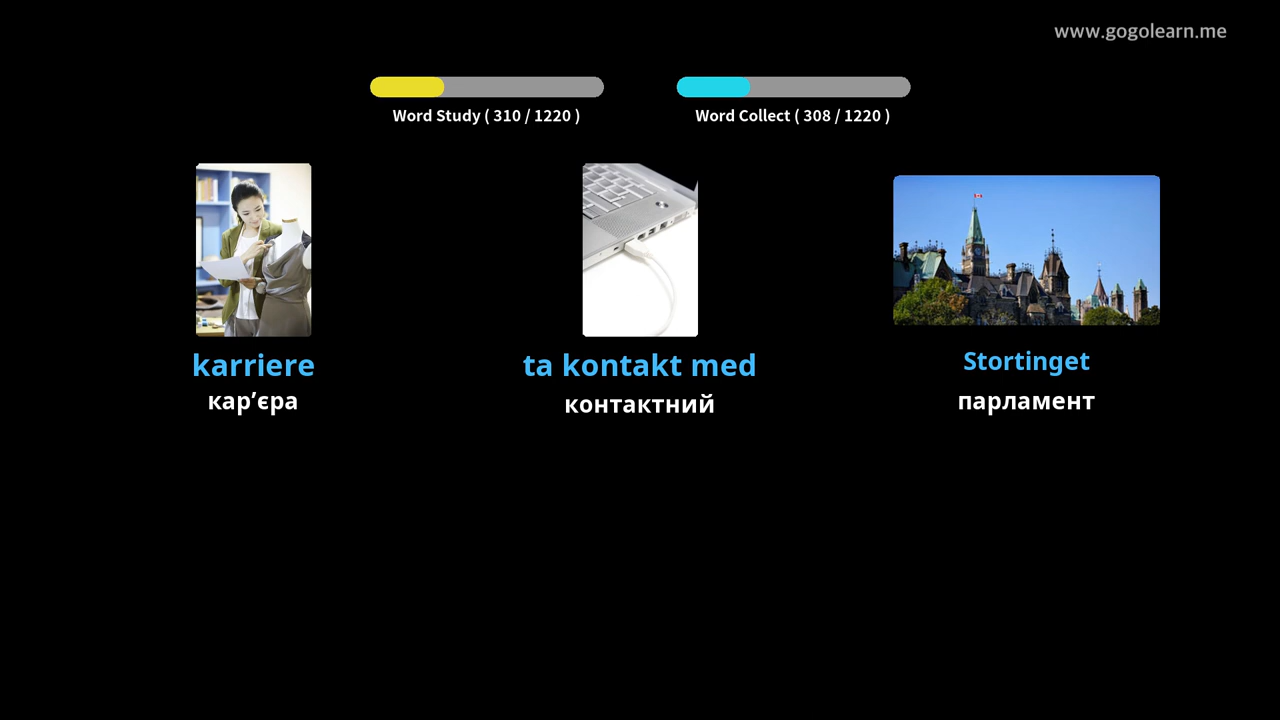 www.gogolearn.me
Word Study ( 310 / 1220 )
Word Collect ( 308 / 1220 )
karriere
ta kontakt med
Stortinget
кар’єра
контактний
парламент